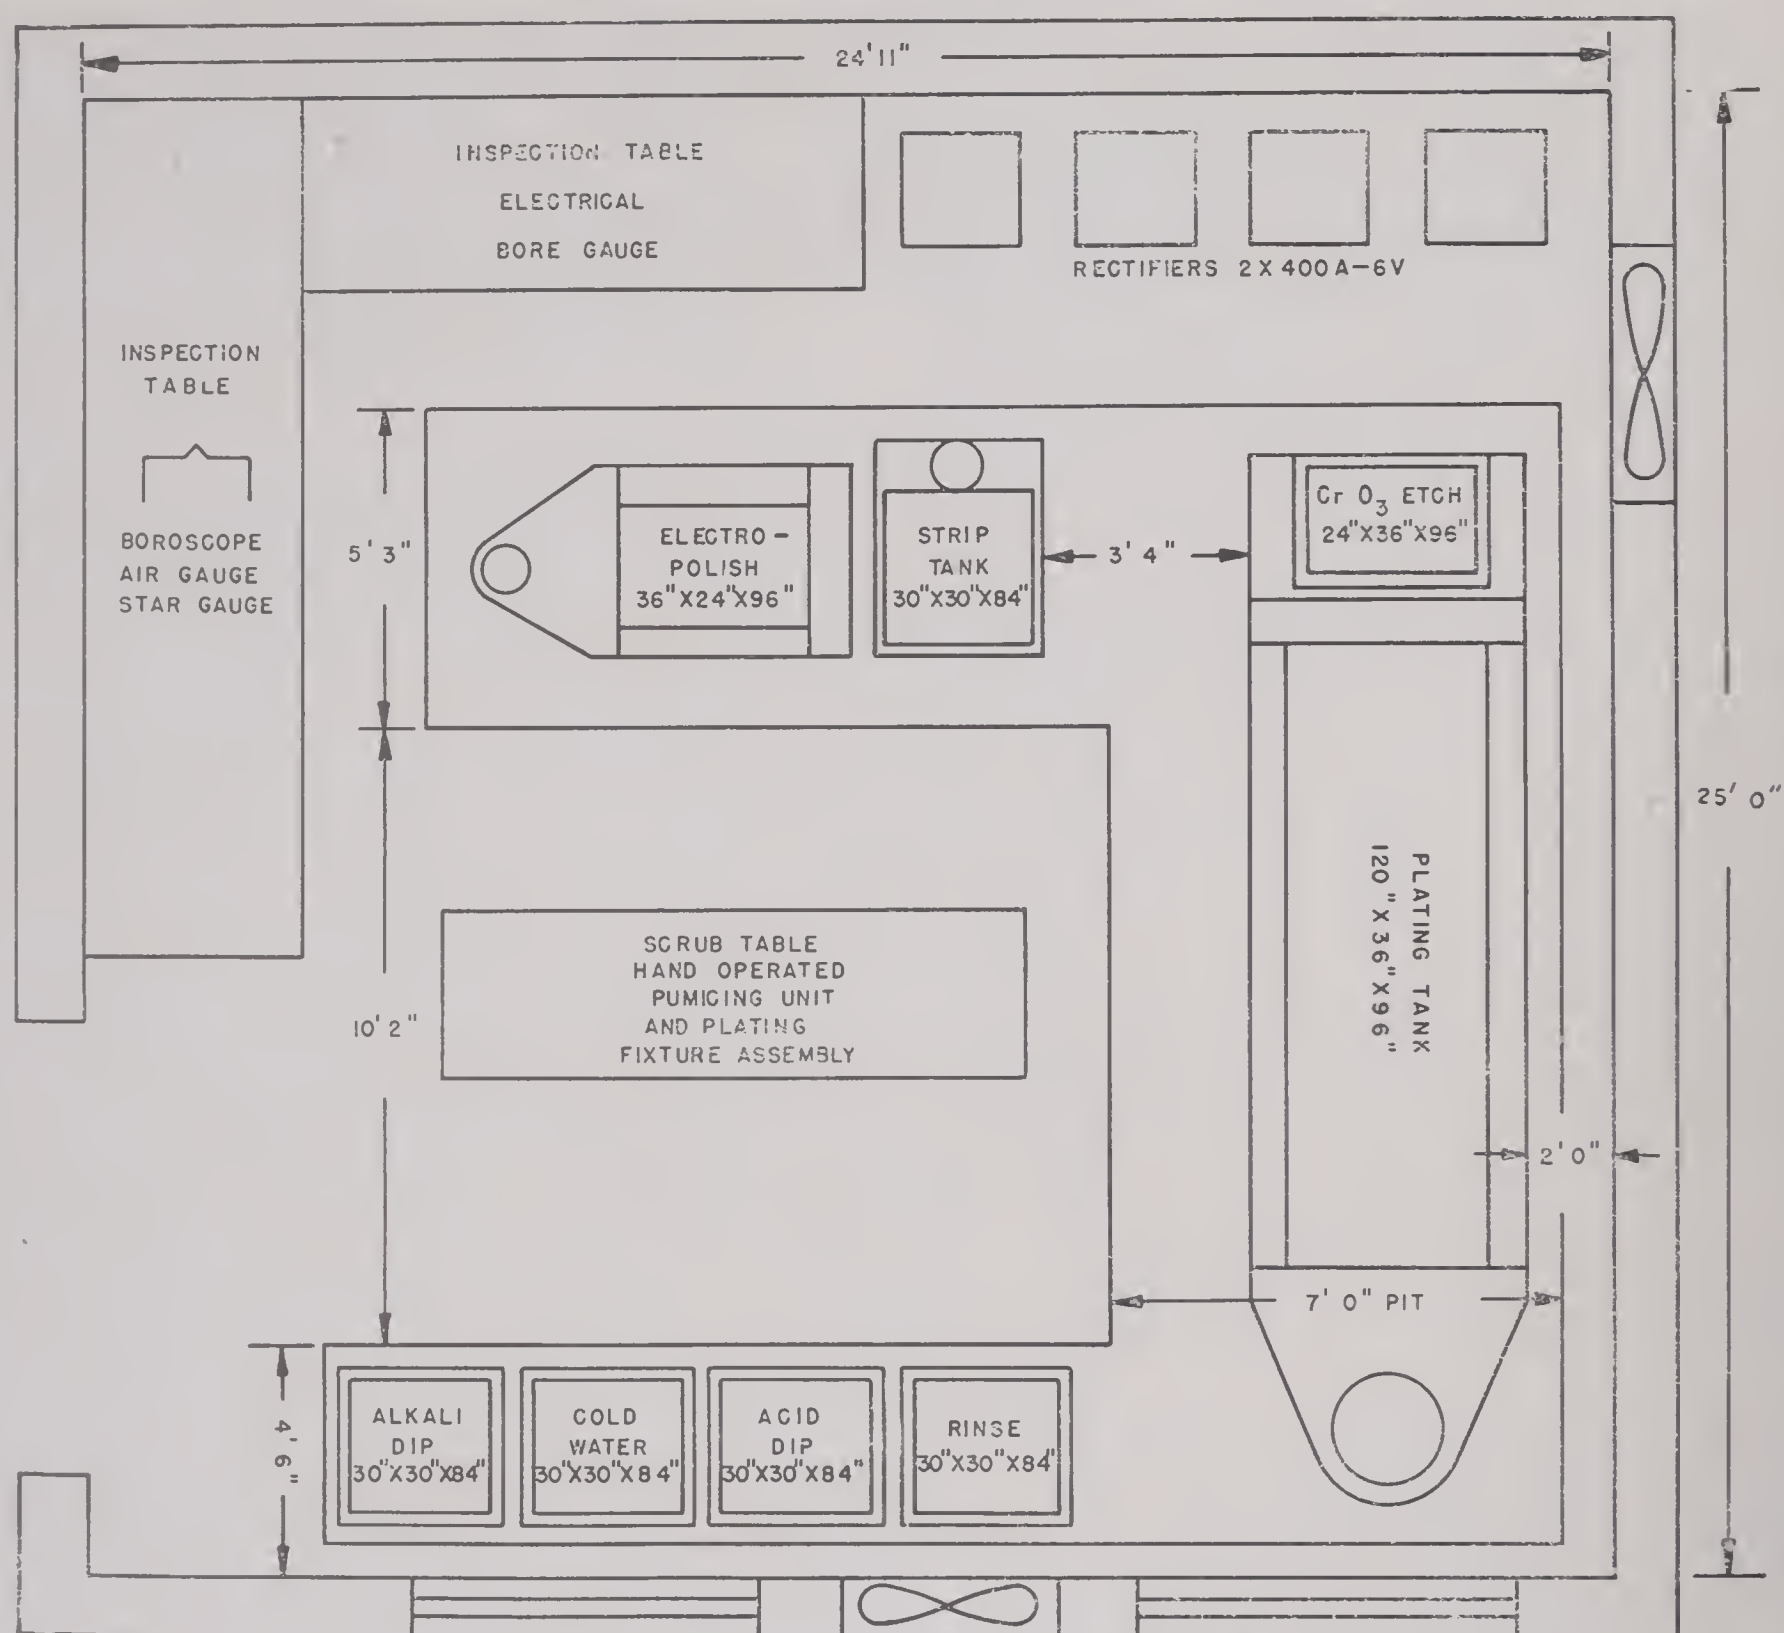 24'11"
INSPECTION TABLE
ELECTRICAL
BORE GAUGE
RECTIFIERS 2X400A-6V
INSPECTION
TABLE
BOROSCOPE
AIR GAUGE
STAR GAUGE
5'3"
ELECTRO-
POLISH
36"X24"X96"
STRIP
TANK
30"X30"X84"
3'4"
Cr O3 ETCH
24"X36"X96"
25'0"
PLATING TANK
120"X36"X96"
SCRUB TABLE
HAND OPERATED
PUMICING UNIT
AND PLATING
FIXTURE ASSEMBLY
10'2"
2'0"
7'0" PIT
4'6"
ALKALI
DIP
30"X30"X84"
COLD
WATER
30"X30"X84"
ACID
DIP
30"X30"X84"
RINSE
30"X30"X84"